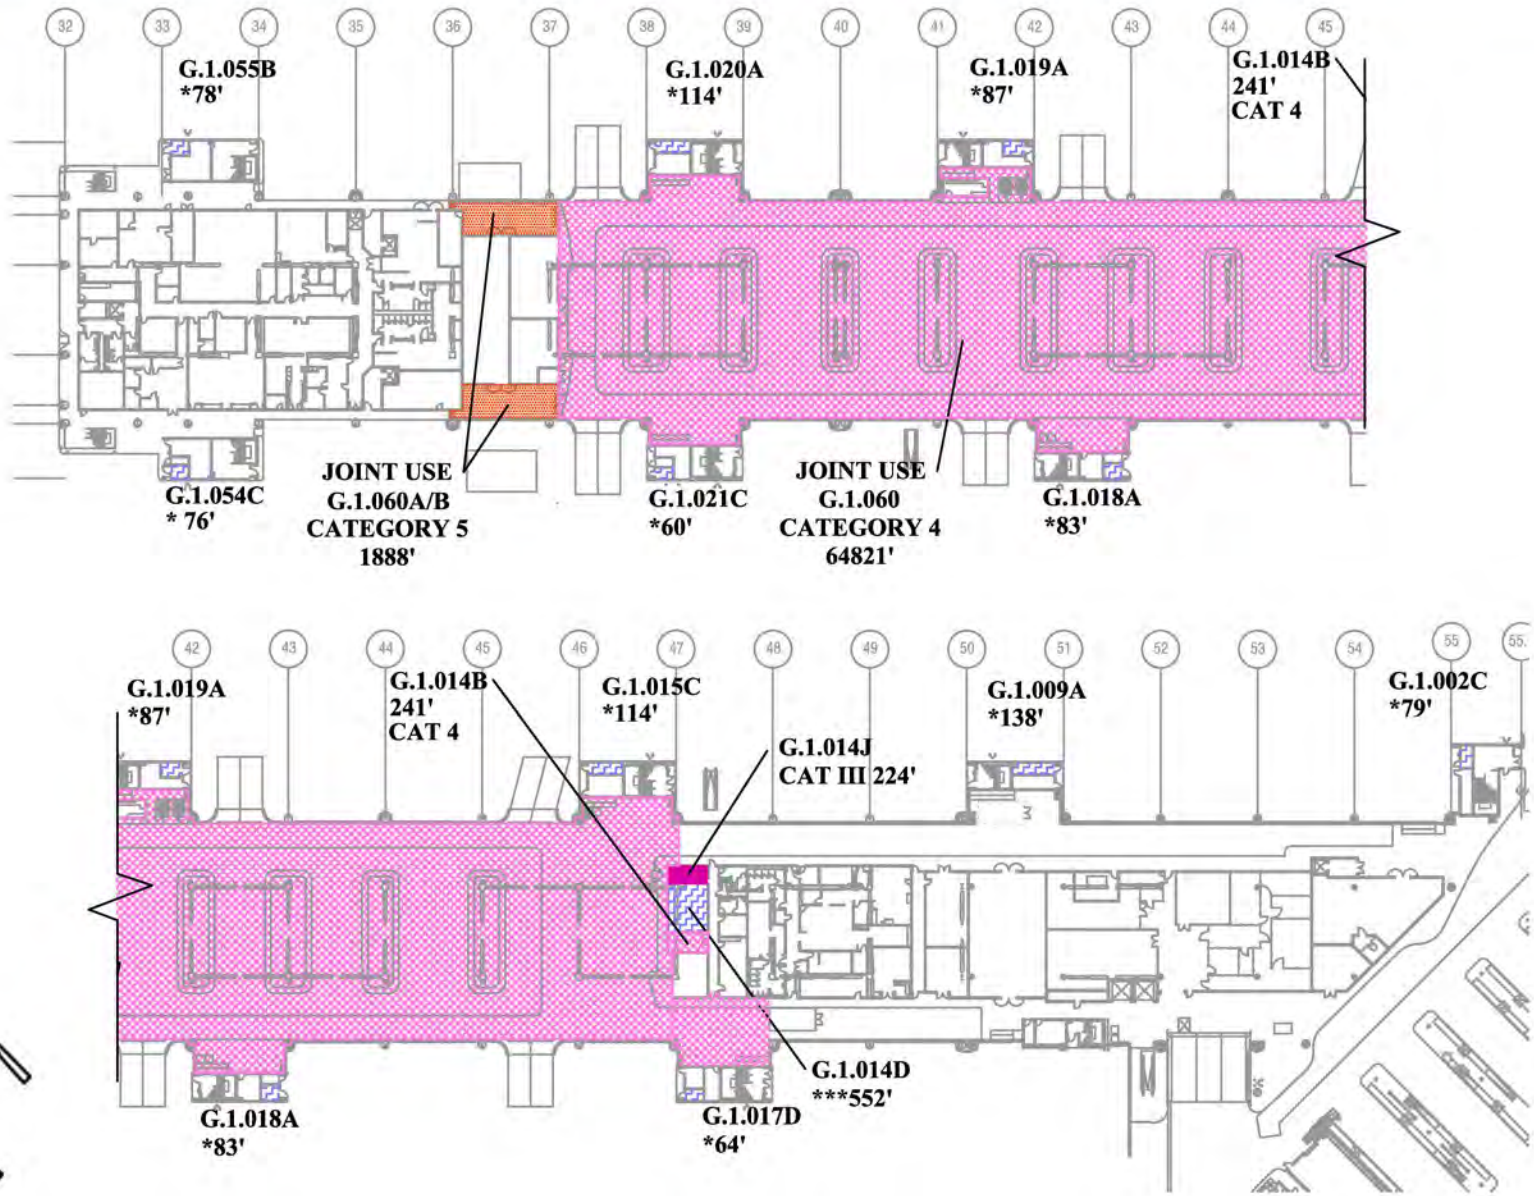 32 33 34 35 36 37 38 39 40 41 42 43 44 45
G.1.055B
*78'
G.1.020A
*114'
G.1.019A
*87'
G.1.014B
241'
CAT 4
G.1.054C
* 76'
JOINT USE
G.1.060A/B
CATEGORY 5
1888'
G.1.021C
*60'
JOINT USE
G.1.060
CATEGORY 4
64821'
G.1.018A
*83'
42 43 44 45 46 47 48 49 50 51 52 53 54 55 55.
G.1.019A
*87'
G.1.014B
241'
CAT 4
G.1.015C
*114'
G.1.014J
CAT III 224'
G.1.009A
*138'
G.1.002C
*79'
G.1.018A
*83'
G.1.017D
*64'
G.1.014D
***552'